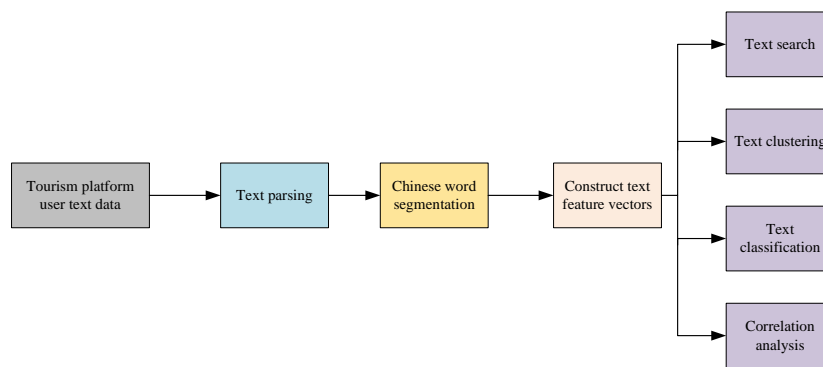 Tourism platform
user text data
Text parsing
Chinese word
segmentation
Construct text
feature vectors
Text search
Text clustering
Text
classification
Correlation
analysis